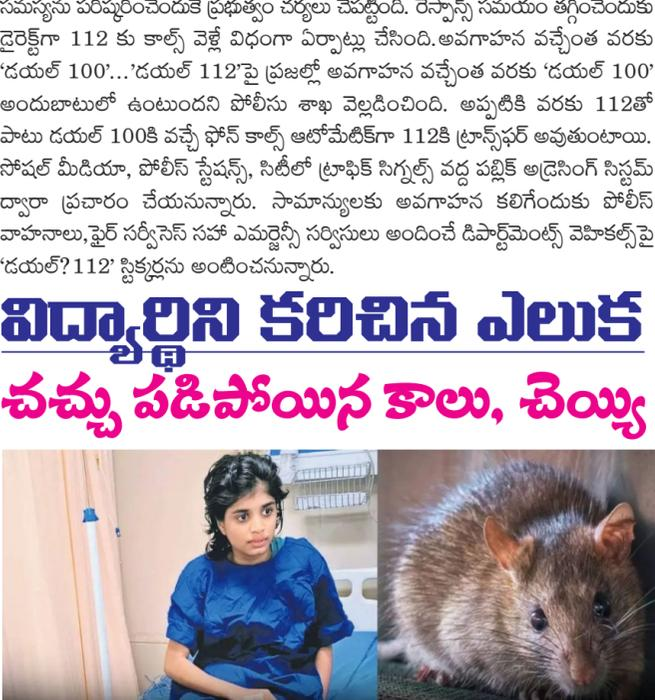 సమస్యను పరిష్కరించేందుకే ప్రభుత్వం చర్యలు చేపట్టింది. రెస్పాన్స్ సమయం తగ్గించేందుకు
డైరెక్ట్‌గా 112 కు కాల్స్ వెళ్లే విధంగా ఏర్పాట్లు చేసింది.అవగాహన వచ్చేంత వరకు
‘డయల్ 100’...’డయల్ 112’పై ప్రజల్లో అవగాహన వచ్చేంత వరకు ‘డయల్ 100’
అందుబాటులో ఉంటుందని పోలీసు శాఖ వెల్లడించింది. అప్పటికి వరకు 112తో
పాటు డయల్ 100కి వచ్చే ఫోన్ కాల్స్ ఆటోమేటిక్‌గా 112కి ట్రాన్స్‌ఫర్ అవుతుంటాయి.
సోషల్ మీడియా, పోలీస్ స్టేషన్స్, సిటీలో ట్రాఫిక్ సిగ్నల్స్ వద్ద పబ్లిక్ అడ్రెసింగ్ సిస్టమ్
ద్వారా ప్రచారం చేయనున్నారు. సామాన్యులకు అవగాహన కలిగేందుకు పోలీస్
వాహనాలు,ఫైర్ సర్వీసెస్ సహా ఎమర్జెన్సీ సర్విసులు అందించే డిపార్ట్‌మెంట్స్ వెహికల్స్‌పై
‘డయల్?112’ స్టిక్కర్లను అంటించనున్నారు.
విద్యార్థిని కరిచిన ఎలుక
చచ్చు పడిపోయిన కాలు, చెయ్యి